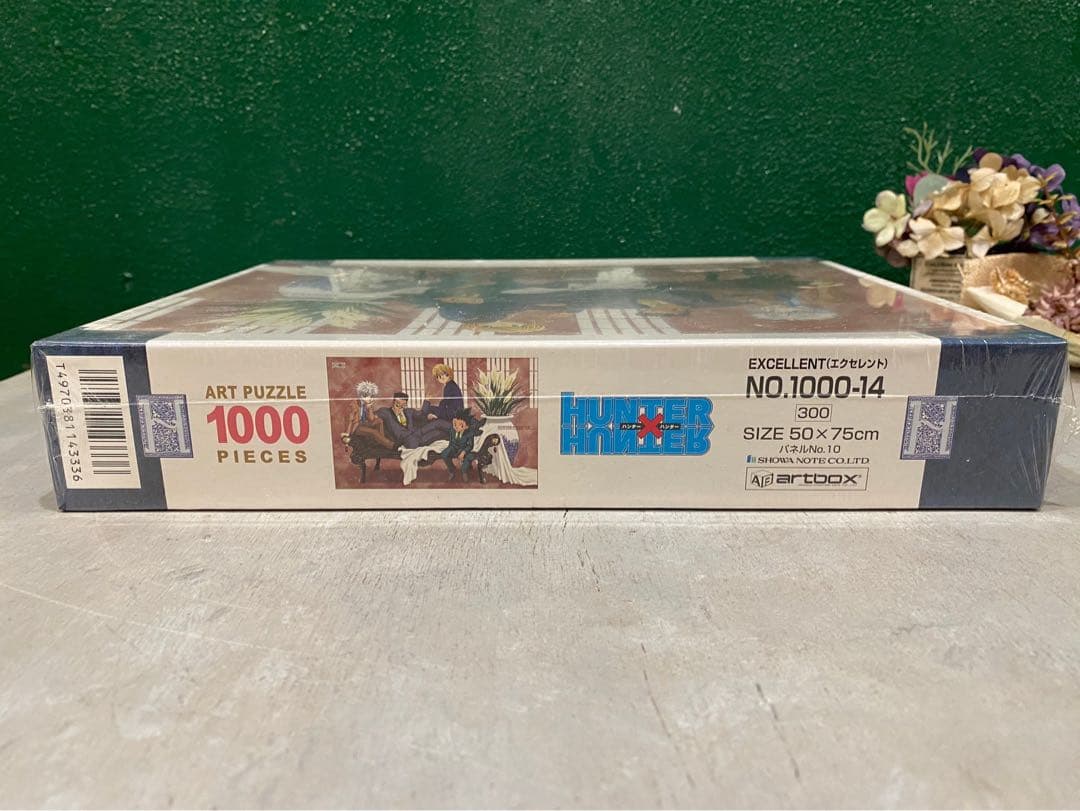 T4970381143336
ART PUZZLE
1000
PIECES
HUNTER
ハンター×ハンター
HUNTER
EXCELLENT(エクセレント)
NO.1000-14
300
SIZE 50×75cm
パネルNo.10
SHOWA NOTE CO.,LTD.
artbox